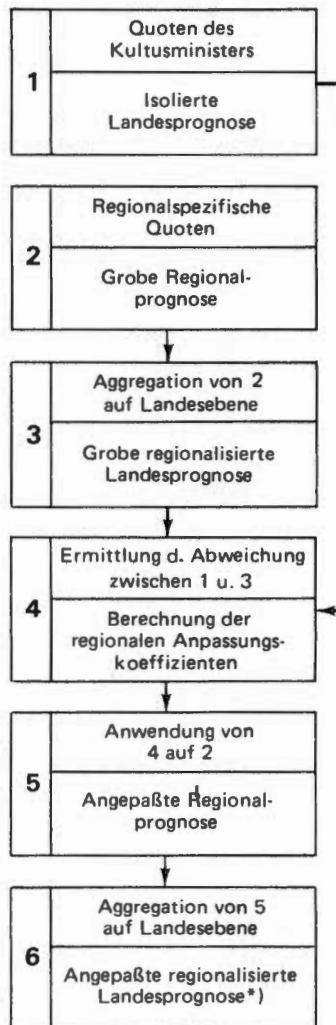 1
Quoten des
Kultusministers
Isolierte
Landesprognose
2
Regionalspezifische
Quoten
Grobe Regional-
prognose
3
Aggregation von 2
auf Landesebene
Grobe regionalisierte
Landesprognose
4
Ermittlung d. Abweichung
zwischen 1 u. 3
Berechnung der
regionalen Anpassungs-
koeffizienten
5
Anwendung von
4 auf 2
Angepaßte Regional-
prognose
6
Aggregation von 5
auf Landesebene
Angepaßte regionalisierte
Landesprognose*)